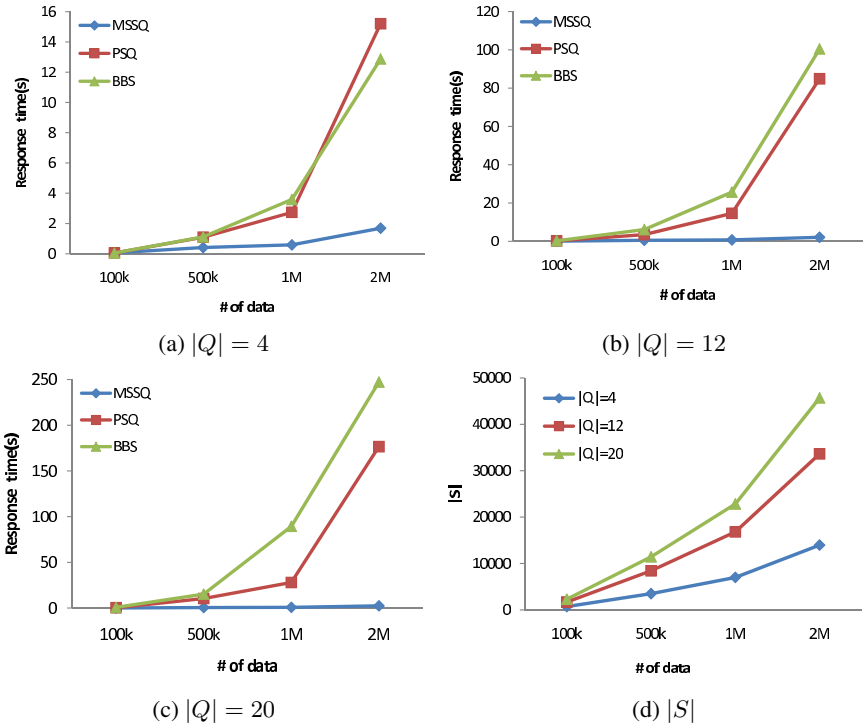 16
14
12
10
8
6
4
2
0
Response time(s)
MSSQ
PSQ
BBS
100k 500k 1M 2M
# of data
(a) |Q| = 4
120
100
80
60
40
20
0
Response time(s)
MSSQ
PSQ
BBS
100k 500k 1M 2M
# of data
(b) |Q| = 12
250
200
150
100
50
0
Response time(s)
MSSQ
PSQ
BBS
100k 500k 1M 2M
# of data
(c) |Q| = 20
50000
40000
30000
20000
10000
0
|S|
|Q|=4
|Q|=12
|Q|=20
100k 500k 1M 2M
# of data
(d) |S|